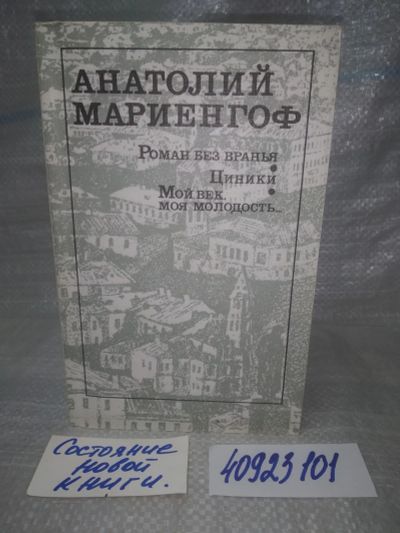 АНАТОЛИЙ
МАРИЕНГОФ
РОМАН БЕЗ ВРАНЬЯ
•
ЦИНИКИ
•
МОЙ ВЕК,
МОЯ МОЛОДОСТЬ...
Состояние
новой
книги.
40923101